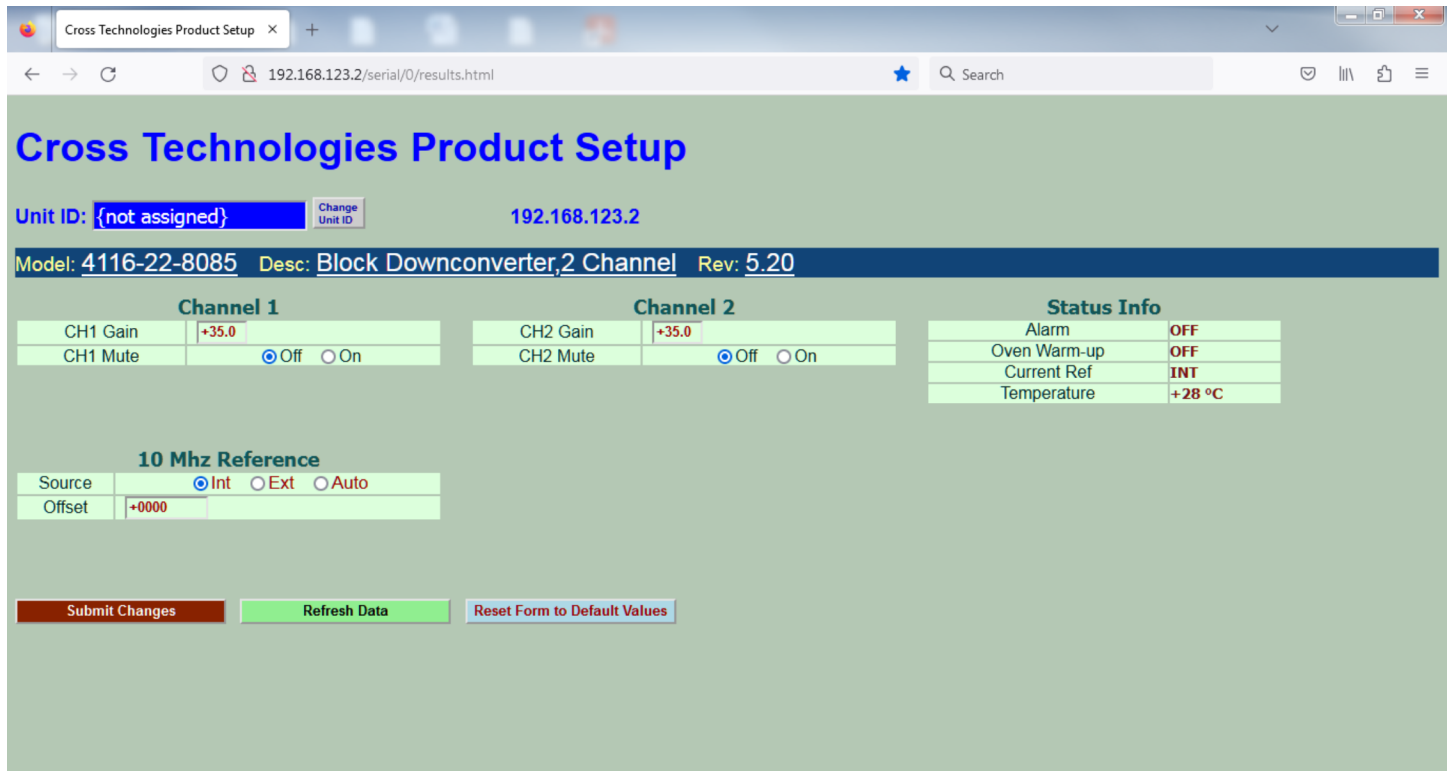 Cross Technologies Product Setup
192.168.123.2/serial/0/results.html
Search
Cross Technologies Product Setup
Unit ID: {not assigned} Change Unit ID 192.168.123.2
Model: 4116-22-8085 Desc: Block Downconverter,2 Channel Rev: 5.20
Channel 1
CH1 Gain +35.0
CH1 Mute Off On
Channel 2
CH2 Gain +35.0
CH2 Mute Off On
Status Info
Alarm OFF
Oven Warm-up OFF
Current Ref INT
Temperature +28 ºC
10 Mhz Reference
Source Int Ext Auto
Offset +0000
Submit Changes Refresh Data Reset Form to Default Values